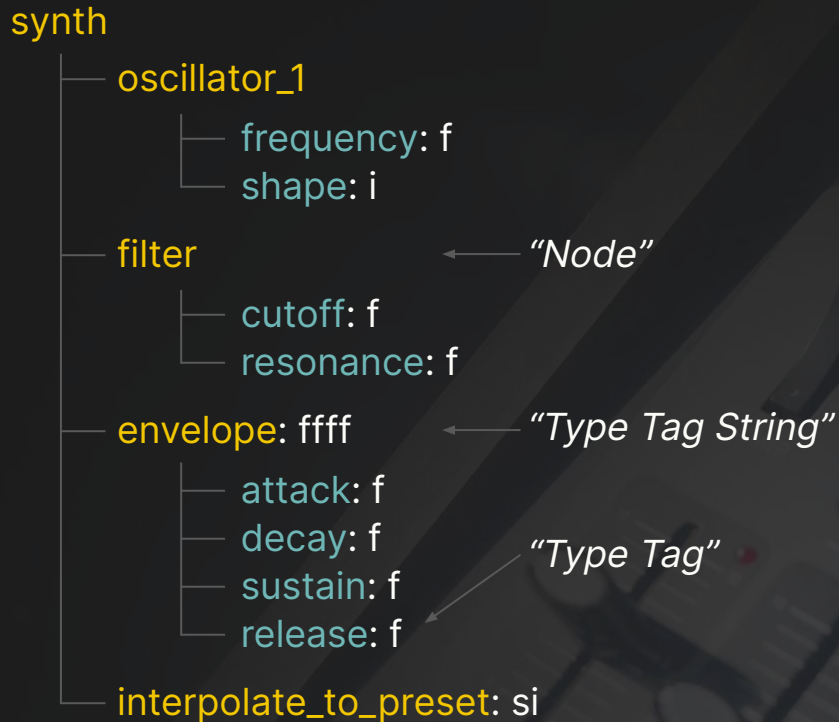 synth
oscillator_1
frequency: f
shape: i
filter “Node”
cutoff: f
resonance: f
envelope: ffff “Type Tag String”
attack: f
decay: f
sustain: f
“Type Tag”
release: f
interpolate_to_preset: si